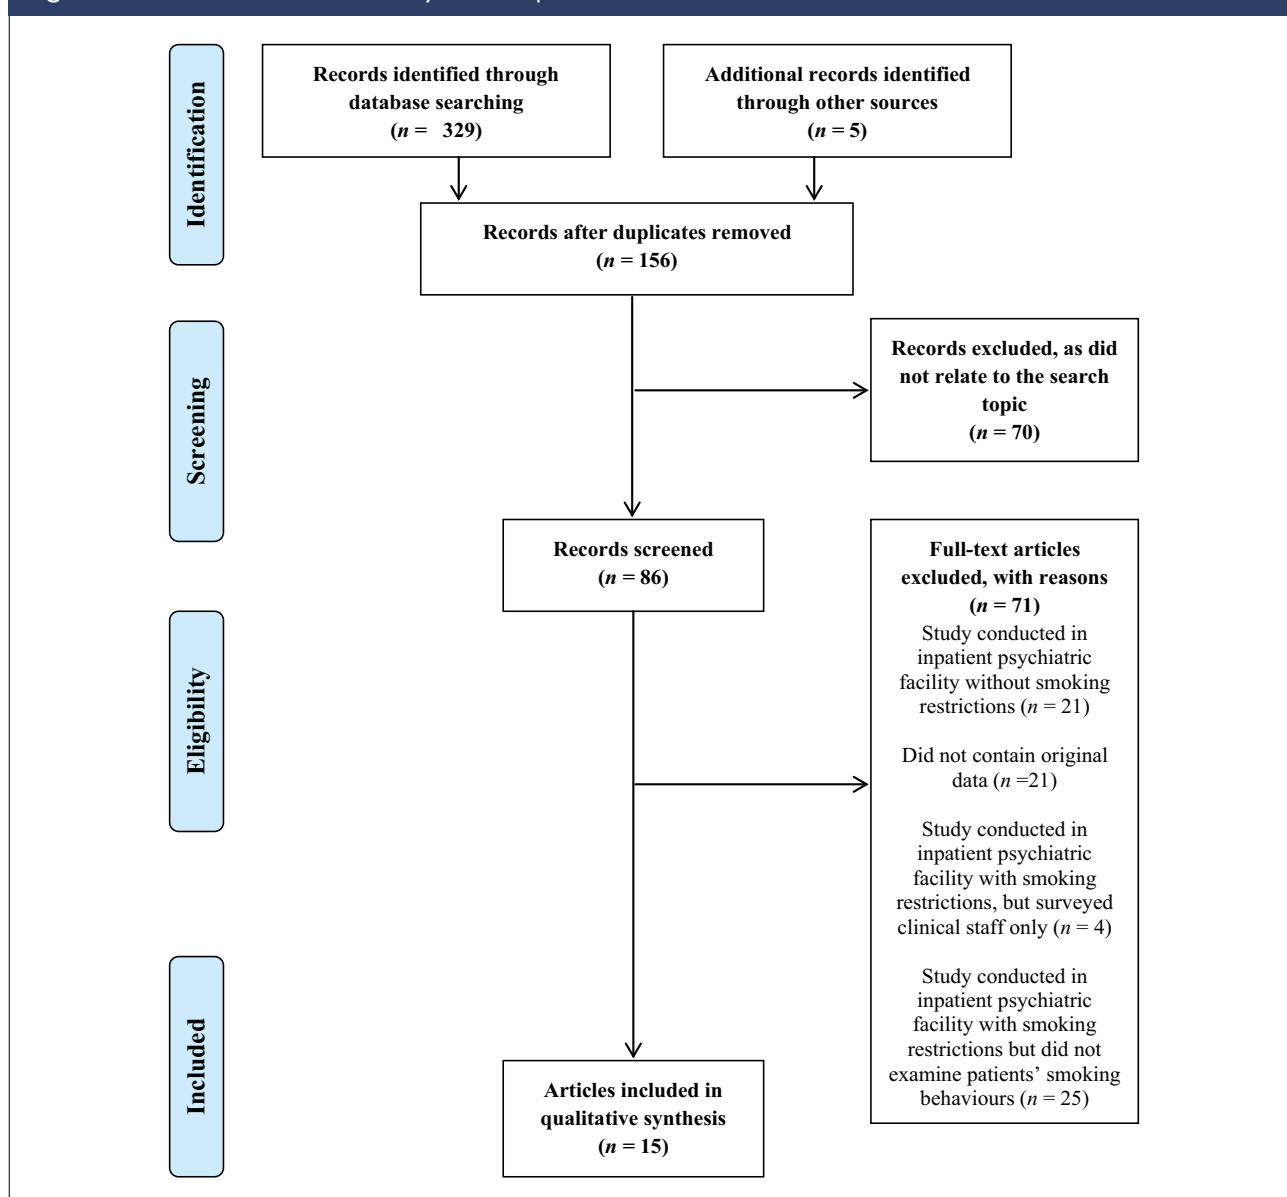 Identification
Records identified through
database searching
(n = 329)
Additional records identified
through other sources
(n = 5)
Records after duplicates removed
(n = 156)
Screening
Records excluded, as did
not relate to the search
topic
(n = 70)
Records screened
(n = 86)
Eligibility
Full-text articles
excluded, with reasons
(n = 71)
Study conducted in
inpatient psychiatric
facility without smoking
restrictions (n = 21)
Did not contain original
data (n =21)
Study conducted in
inpatient psychiatric
facility with smoking
restrictions, but surveyed
clinical staff only (n = 4)
Study conducted in
inpatient psychiatric
facility with smoking
restrictions but did not
examine patients’ smoking
behaviours (n = 25)
Included
Articles included in
qualitative synthesis
(n = 15)